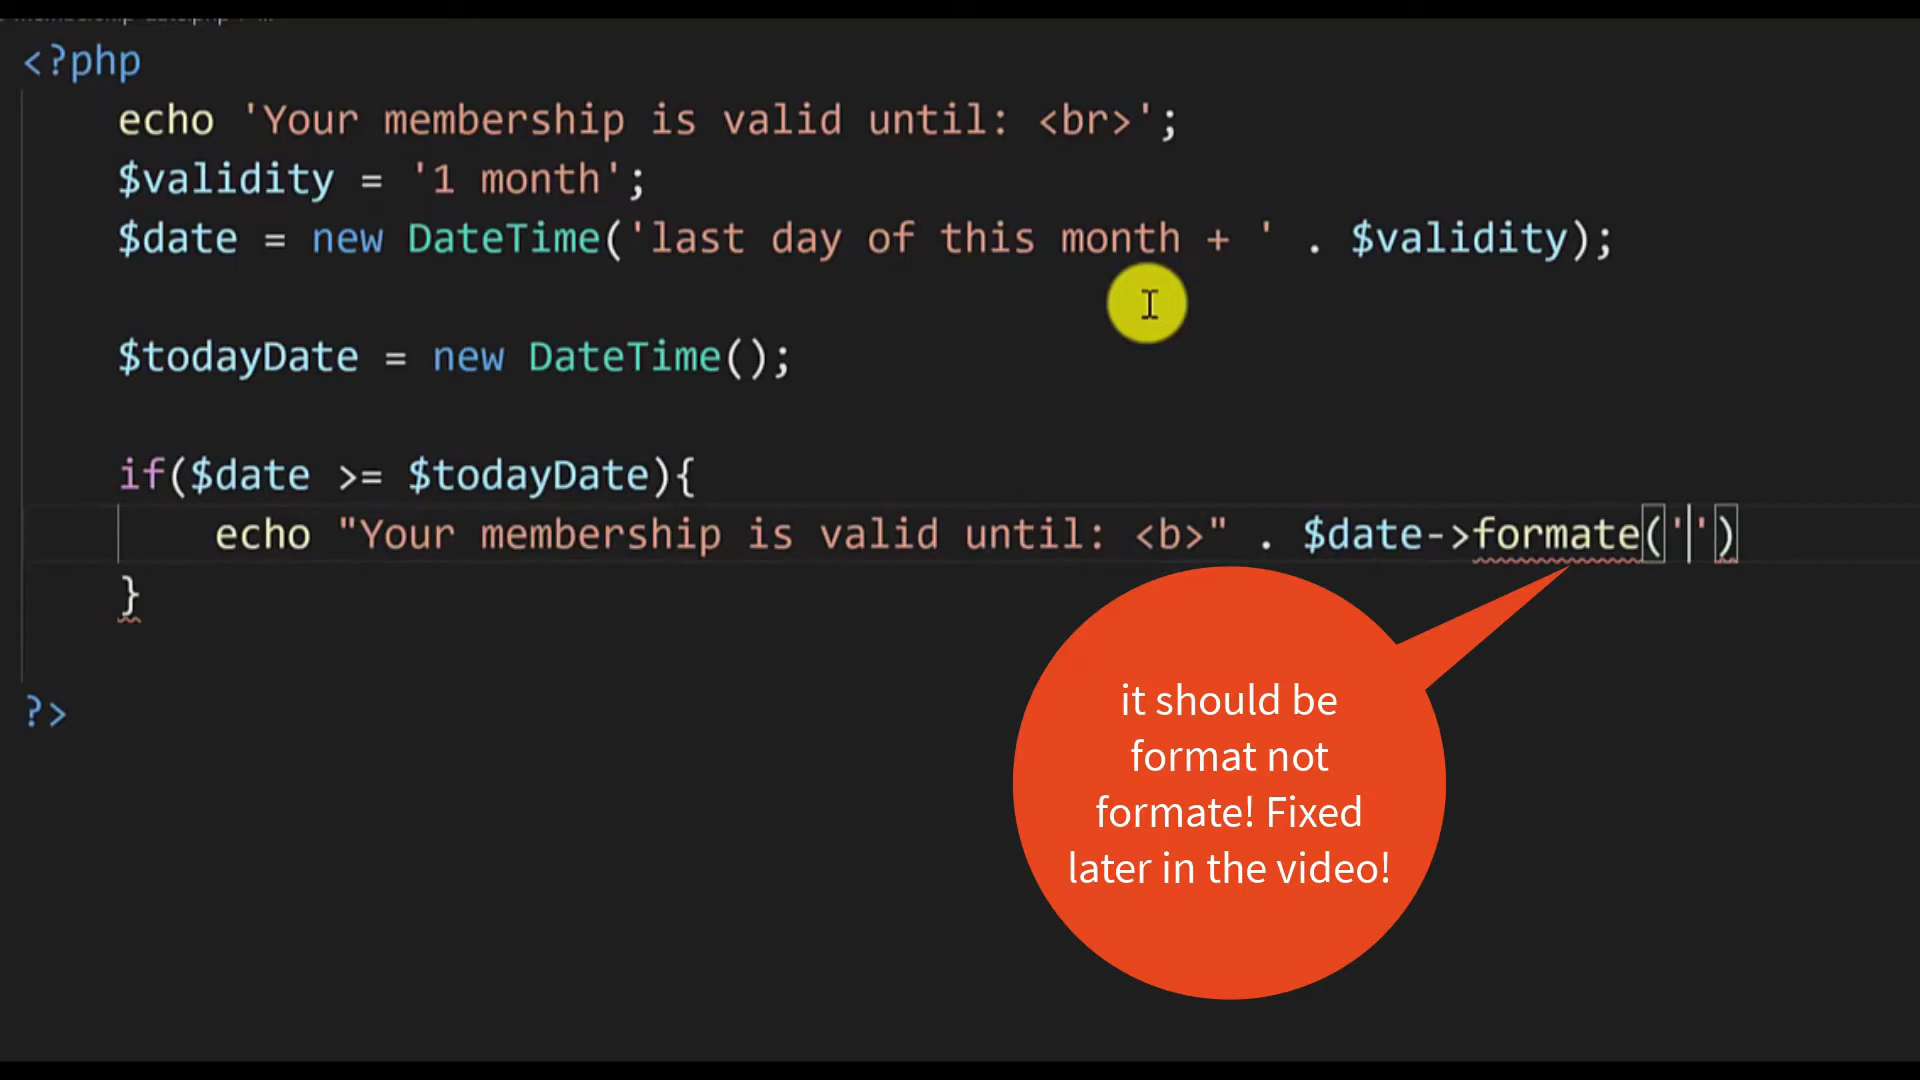 <?php
echo 'Your membership is valid until: <br>';
$validity = '1 month';
$date = new DateTime('last day of this month + ' . $validity);
$todayDate = new DateTime();
if($date >= $todayDate){
echo "Your membership is valid until: <b>" . $date->formate('')
}
?>
it should be
format not
formate! Fixed
later in the video!